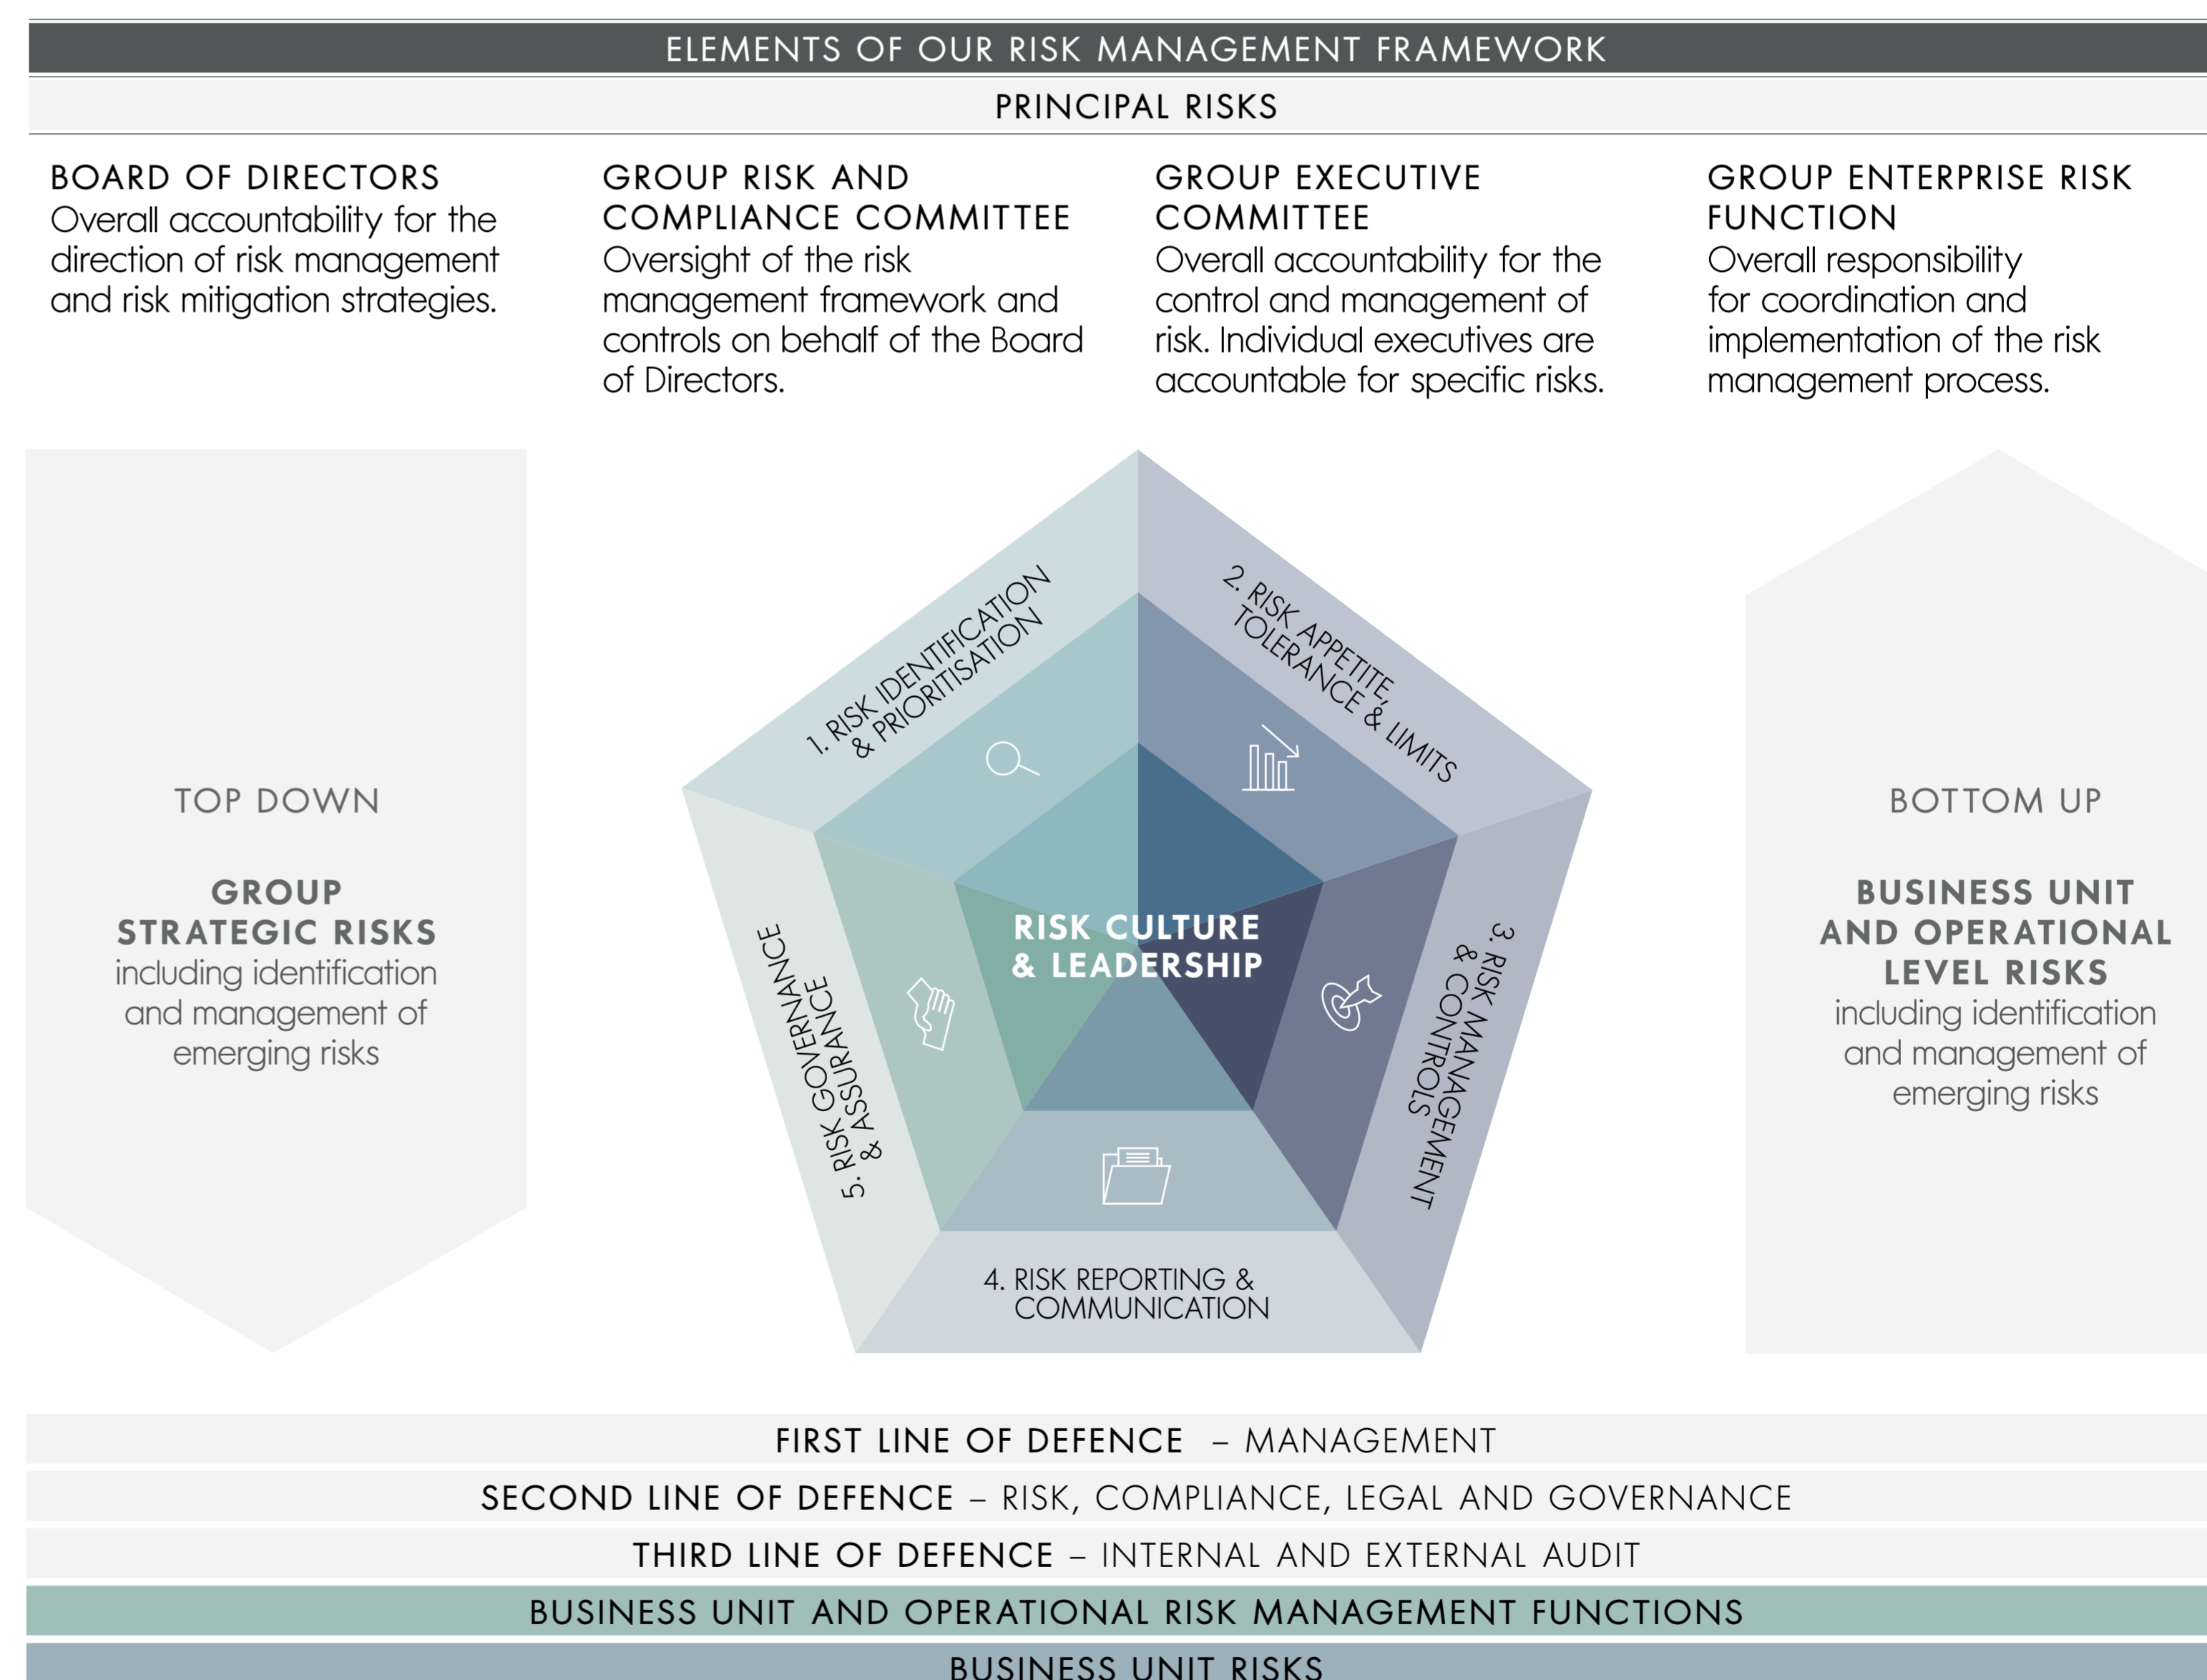 ELEMENTS OF OUR RISK MANAGEMENT FRAMEWORK
PRINCIPAL RISKS
BOARD OF DIRECTORS
Overall accountability for the
direction of risk management
and risk mitigation strategies.
GROUP RISK AND
COMPLIANCE COMMITTEE
Oversight of the risk
management framework and
controls on behalf of the Board
of Directors.
GROUP EXECUTIVE
COMMITTEE
Overall accountability for the
control and management of
risk. Individual executives are
accountable for specific risks.
GROUP ENTERPRISE RISK
FUNCTION
Overall responsibility
for coordination and
implementation of the risk
management process.
TOP DOWN
GROUP
STRATEGIC RISKS
including identification
and management of
emerging risks
1. RISK IDENTIFICATION
& PRIORITISATION
2. RISK APPETITE,
TOLERANCE & LIMITS
3. RISK MANAGEMENT
& CONTROLS
4. RISK REPORTING &
COMMUNICATION
5. RISK GOVERNANCE
& ASSURANCE
RISK CULTURE
& LEADERSHIP
BOTTOM UP
BUSINESS UNIT
AND OPERATIONAL
LEVEL RISKS
including identification
and management of
emerging risks
FIRST LINE OF DEFENCE – MANAGEMENT
SECOND LINE OF DEFENCE – RISK, COMPLIANCE, LEGAL AND GOVERNANCE
THIRD LINE OF DEFENCE – INTERNAL AND EXTERNAL AUDIT
BUSINESS UNIT AND OPERATIONAL RISK MANAGEMENT FUNCTIONS
BUSINESS UNIT RISKS